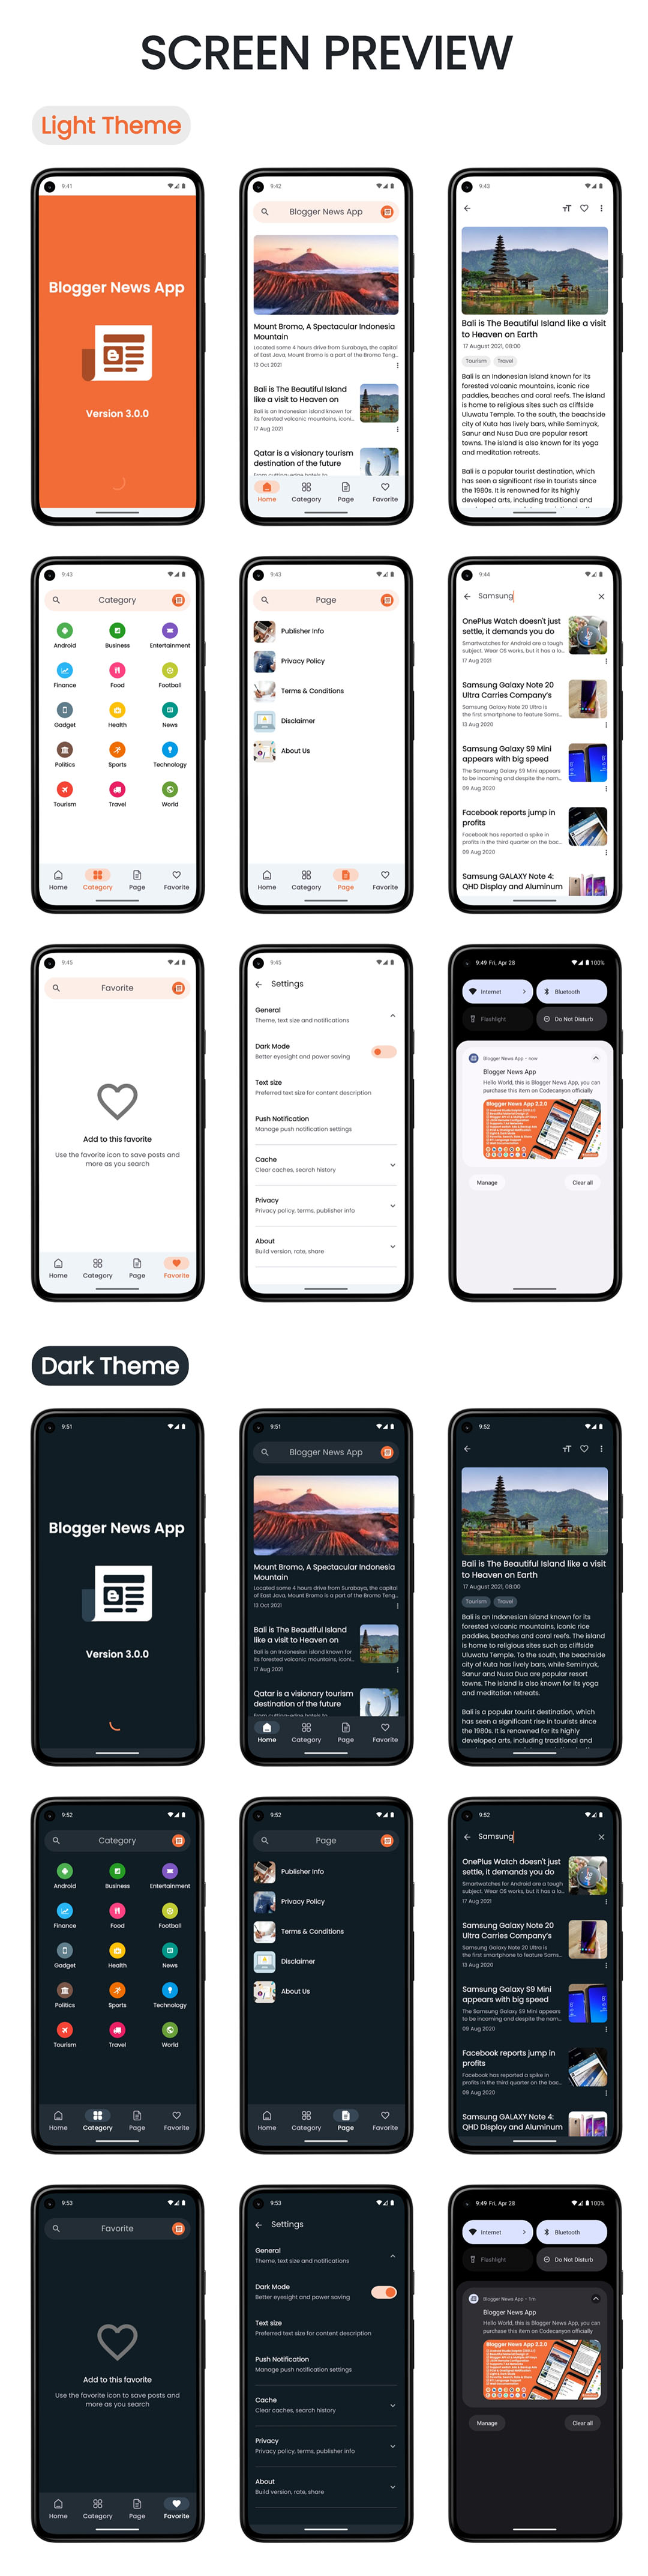 SCREEN PREVIEW
Light Theme
9:41
Blogger News App
Version 3.0.0
9:42
Blogger News App
Mount Bromo, A Spectacular Indonesia
Mountain
Located some 4 hours drive from Surabaya, the capital
of East Java, Mount Bromo is a part of the Bromo Teng...
13 Oct 2021
Bali is The Beautiful Island
like a visit to Heaven on
Bali is an Indonesian island known for
its forested volcanic mountains, iconi...
17 Aug 2021
Qatar is a visionary tourism
destination of the future
Home
Category
Page
Favorite
9:43
Bali is The Beautiful Island like a visit
to Heaven on Earth
17 August 2021, 08:00
Tourism
Travel
Bali is an Indonesian island known for its
forested volcanic mountains, iconic rice
paddies, beaches and coral reefs. The island
is home to religious sites such as cliffside
Uluwatu Temple. To the south, the beachside
city of Kuta has lively bars, while Seminyak,
Sanur and Nusa Dua are popular resort
towns. The island is also known for its yoga
and meditation retreats.
Bali is a popular tourist destination, which
has seen a significant rise in tourists since
the 1980s. It is renowned for its highly
developed arts, including traditional and
9:43
Category
Android
Business
Entertainment
Finance
Food
Football
Gadget
Health
News
Politics
Sports
Technology
Tourism
Travel
World
Home
Category
Page
Favorite
9:43
Page
Publisher Info
Privacy Policy
Terms & Conditions
Disclaimer
About Us
Home
Category
Page
Favorite
9:44
Samsung
OnePlus Watch doesn't just
settle, it demands you do
Smartwatches for Android are a tough
subject. Wear OS works, but it has a lo...
17 Aug 2021
Samsung Galaxy Note 20
Ultra Carries Company's
Samsung Galaxy Note 20 Ultra is
the first smartphone to feature Sams...
13 Aug 2020
Samsung Galaxy S9 Mini
appears with big speed
The Samsung Galaxy S9 Mini appears
to be incoming and despite the nam...
09 Aug 2020
Facebook reports jump in
profits
Facebook has reported a spike in
profits in the third quarter on the bac...
09 Aug 2020
Samsung GALAXY Note 4:
QHD Display and Aluminum
9:45
Favorite
Add to this favorite
Use the favorite icon to save posts and
more as you search
Home
Category
Page
Favorite
9:45
Settings
General
Theme, text size and notifications
Dark Mode
Better eyesight and power saving
Text size
Preferred text size for content description
Push Notification
Manage push notification settings
Cache
Clear caches, search history
Privacy
Privacy policy, terms, publisher info
About
Build version, rate, share
9:49 Fri, Apr 28
100%
Internet
Bluetooth
Flashlight
Do Not Disturb
Blogger News App • now
Blogger News App
Hello World, this is Blogger News App, you can
purchase this item on Codecanyon officially
Blogger News App 2.2.0
Manage
Clear all
Dark Theme
9:51
Blogger News App
Version 3.0.0
9:51
Blogger News App
Mount Bromo, A Spectacular Indonesia
Mountain
Located some 4 hours drive from Surabaya, the capital
of East Java, Mount Bromo is a part of the Bromo Teng...
13 Oct 2021
Bali is The Beautiful Island
like a visit to Heaven on
Bali is an Indonesian island known for
its forested volcanic mountains, iconi...
17 Aug 2021
Qatar is a visionary tourism
destination of the future
Home
Category
Page
Favorite
9:52
Bali is The Beautiful Island like a visit
to Heaven on Earth
17 August 2021, 08:00
Tourism
Travel
Bali is an Indonesian island known for its
forested volcanic mountains, iconic rice
paddies, beaches and coral reefs. The island
is home to religious sites such as cliffside
Uluwatu Temple. To the south, the beachside
city of Kuta has lively bars, while Seminyak,
Sanur and Nusa Dua are popular resort
towns. The island is also known for its yoga
and meditation retreats.
Bali is a popular tourist destination, which
has seen a significant rise in tourists since
the 1980s. It is renowned for its highly
developed arts, including traditional and
9:52
Category
Android
Business
Entertainment
Finance
Food
Football
Gadget
Health
News
Politics
Sports
Technology
Tourism
Travel
World
Home
Category
Page
Favorite
9:52
Page
Publisher Info
Privacy Policy
Terms & Conditions
Disclaimer
About Us
Home
Category
Page
Favorite
9:52
Samsung
OnePlus Watch doesn't just
settle, it demands you do
Smartwatches for Android are a tough
subject. Wear OS works, but it has a lo...
17 Aug 2021
Samsung Galaxy Note 20
Ultra Carries Company's
Samsung Galaxy Note 20 Ultra is
the first smartphone to feature Sams...
13 Aug 2020
Samsung Galaxy S9 Mini
appears with big speed
The Samsung Galaxy S9 Mini appears
to be incoming and despite the nam...
09 Aug 2020
Facebook reports jump in
profits
Facebook has reported a spike in
profits in the third quarter on the bac...
09 Aug 2020
Samsung GALAXY Note 4:
QHD Display and Aluminum
9:53
Favorite
Add to this favorite
Use the favorite icon to save posts and
more as you search
Home
Category
Page
Favorite
9:53
Settings
General
Theme, text size and notifications
Dark Mode
Better eyesight and power saving
Text size
Preferred text size for content description
Push Notification
Manage push notification settings
Cache
Clear caches, search history
Privacy
Privacy policy, terms, publisher info
About
Build version, rate, share
9:49 Fri, Apr 28
100%
Internet
Bluetooth
Flashlight
Do Not Disturb
Blogger News App • 1m
Blogger News App
Hello World, this is Blogger News App, you can
purchase this item on Codecanyon officially
Blogger News App 2.2.0
Manage
Clear all